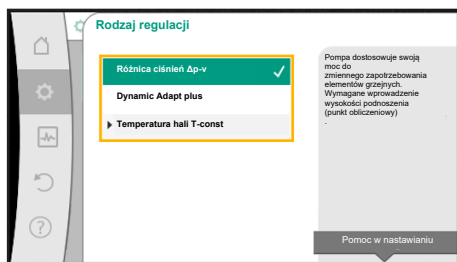 Rodzaj regulacji
Różnica ciśnień Δp-v
Dynamic Adapt plus
Temperatura hali T-const
Pompa dostosowuje swoją
moc do
zmiennego zapotrzebowania
elementów grzejnych.
Wymagane wprowadzenie
wysokości podnoszenia
(punkt obliczeniowy)
.
Pomoc w nastawianiu
?